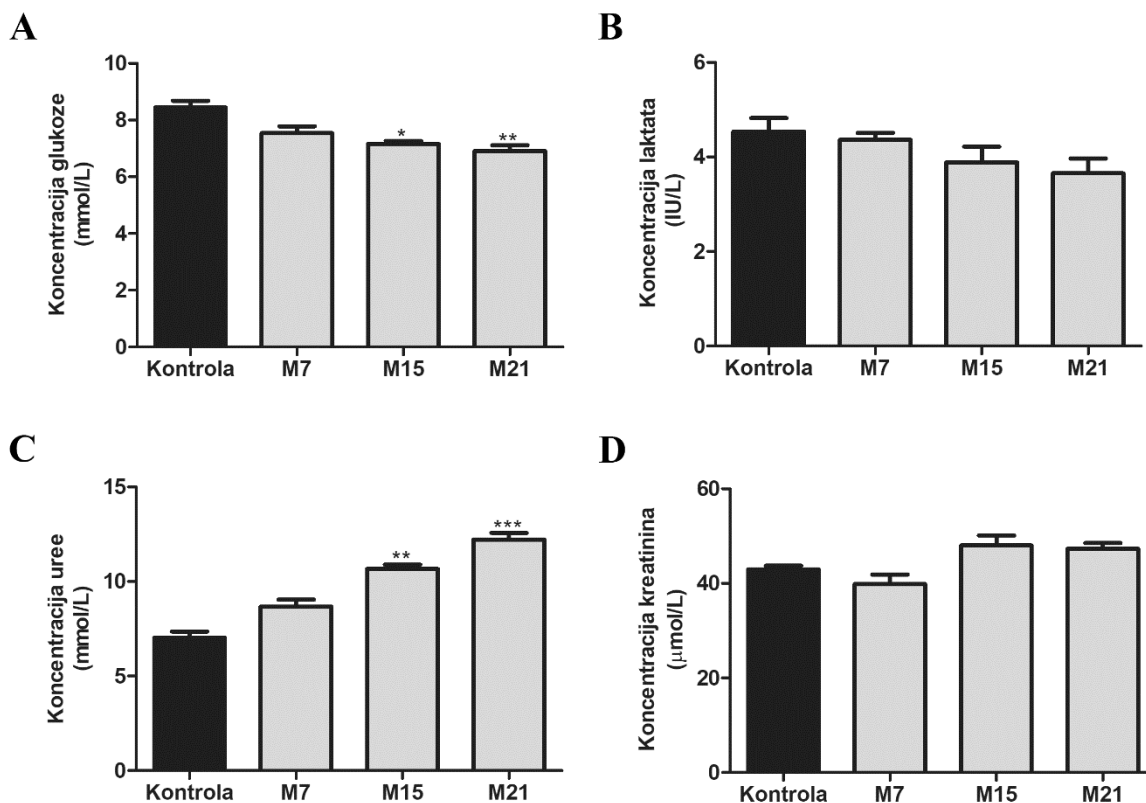 A
Koncentracija glukoze
(mmol/L)
10
8
6
4
2
0
*
**
Kontrola M7 M15 M21
B
Koncentracija laktata
(IU/L)
6
4
2
0
Kontrola M7 M15 M21
C
Koncentracija uree
(mmol/L)
15
10
5
0
**
***
Kontrola M7 M15 M21
D
Koncentracija kreatinina
(μmol/L)
60
40
20
0
Kontrola M7 M15 M21